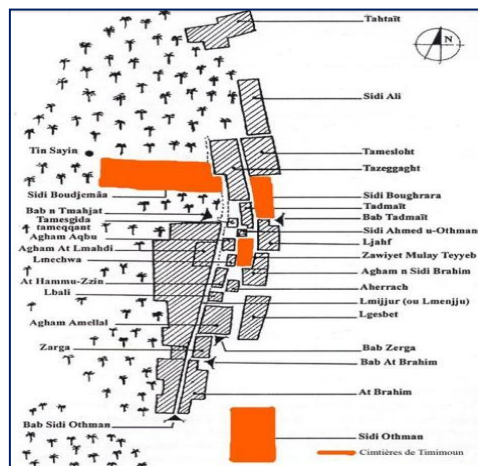 Tahtaït
N
Sidi Ali
Tin Sayin
Tamesloht
Tazeggaght
Sidi Boudjemâa
Sidi Boughrara
Bab n Tmahjat
Tadmaït
Tamesgida
Bab Tadmaït
tameqqant
Sidi Ahmed u-Othman
Agham Aqbu
Ljahf
Agham At Lmahdi
Zawiyet Mulay Teyyeb
Lmechwa
Agham n Sidi Brahim
At Hammu-Zzin
Aherrach
Lbali
Lmijjur (ou Lmenjju)
Agham Amellal
Lgesbet
Zarga
Bab Zerga
Bab At Brahim
At Brahim
Bab Sidi Othman
Sidi Othman
Cimtières de Timimoun